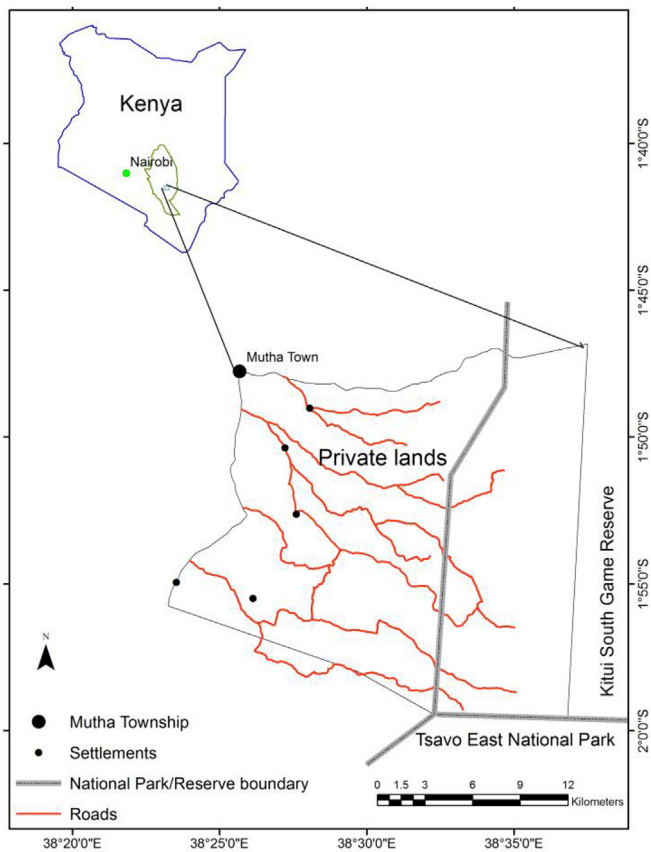 Kenya
Nairobi
1°40'0"S
1°45'0"S
Mutha Town
1°50'0"S
Private lands
1°55'0"S
Kitui South Game Reserve
N
Mutha Township
Settlements
National Park/Reserve boundary
Roads
Tsavo East National Park
2°0'0"S
0 1.5 3 6 9 12
Kilometers
38°20'0"E 38°25'0"E 38°30'0"E 38°35'0"E